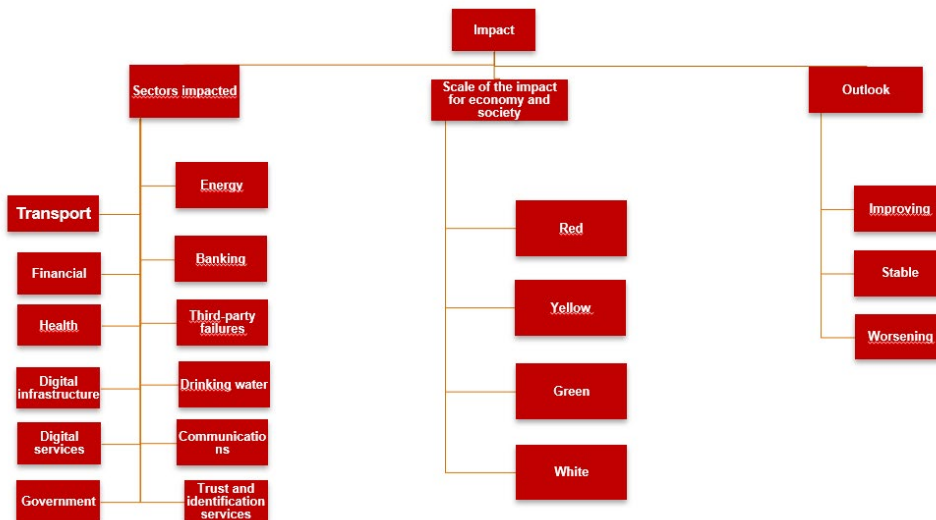 Impact
Sectors impacted
Scale of the impact
for economy and
society
Outlook
Energy
Transport
Banking
Financial
Third-party
failures
Health
Drinking water
Digital
infrastructure
Communicatio
ns
Digital
services
Trust and
identification
services
Government
Red
Yellow
Green
White
Improving
Stable
Worsening